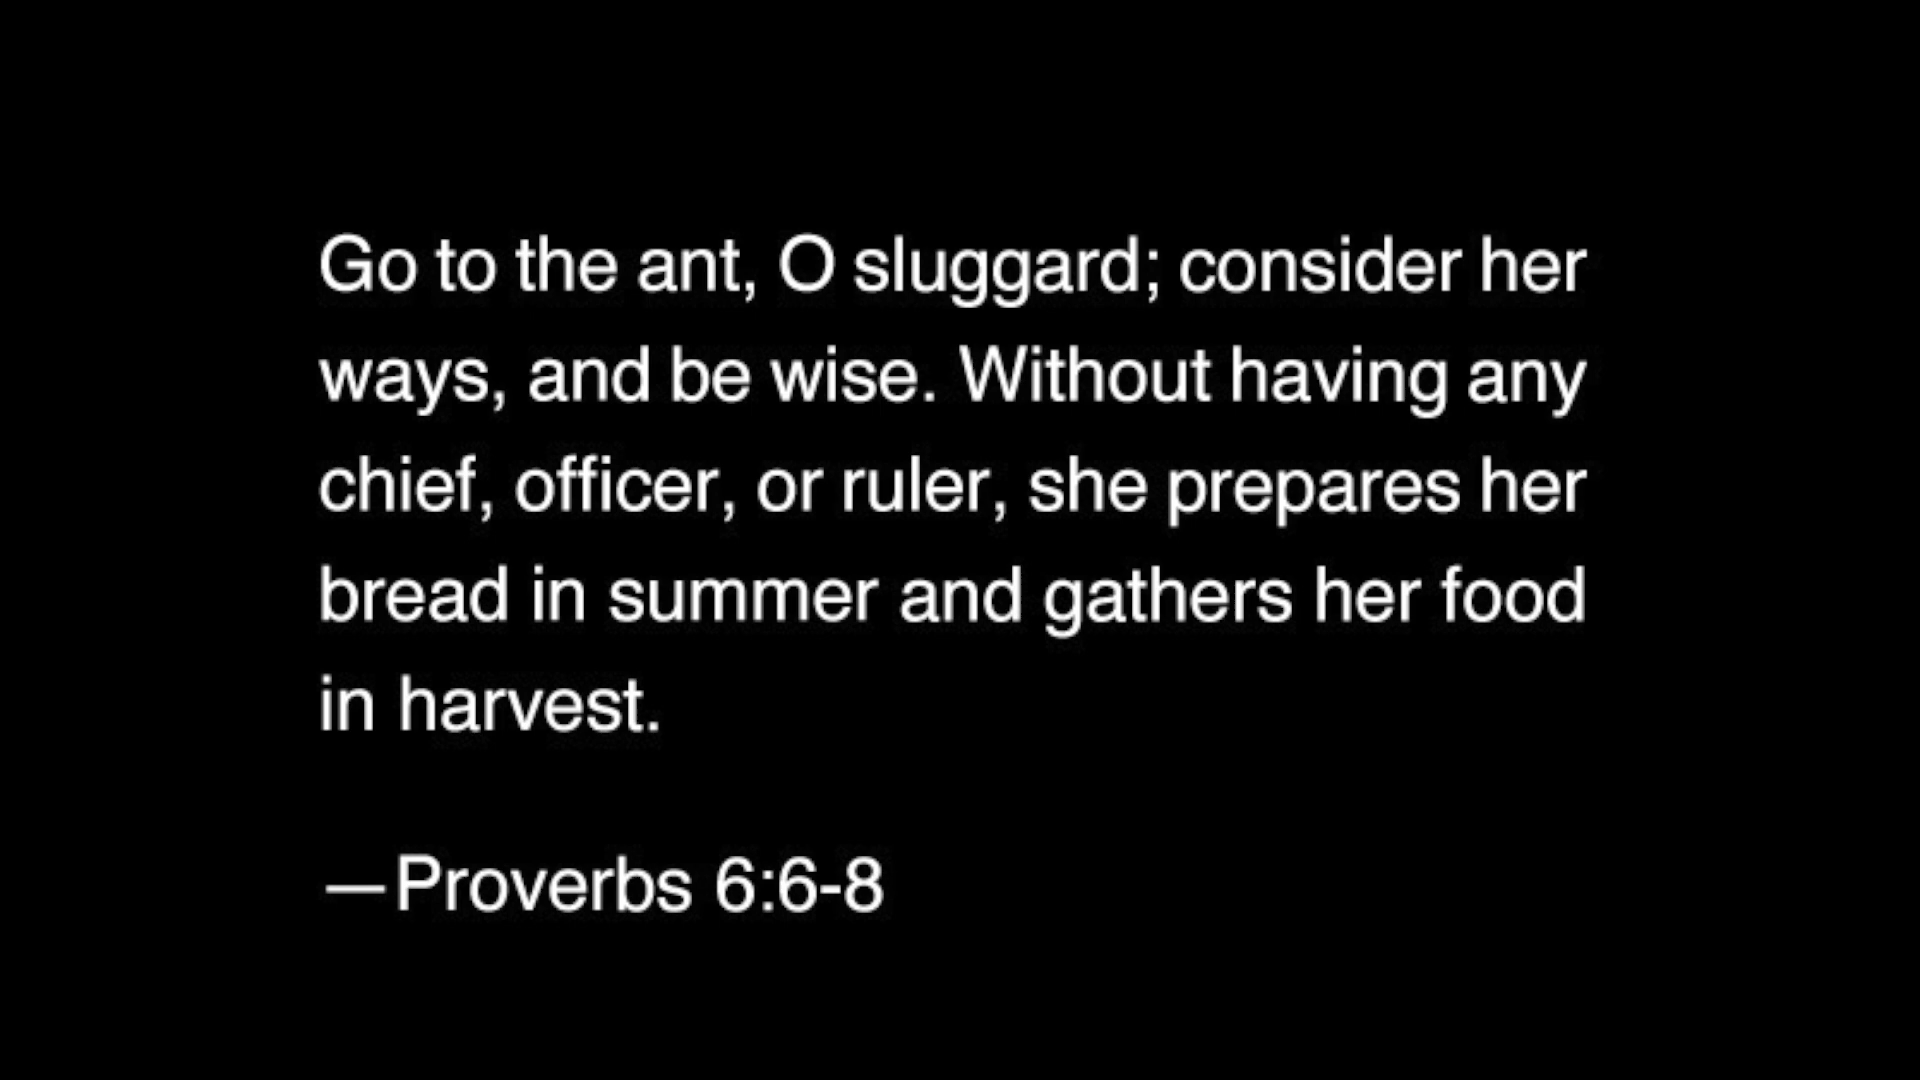 Go to the ant, O sluggard; consider her
ways, and be wise. Without having any
chief, officer, or ruler, she prepares her
bread in summer and gathers her food
in harvest.
—Proverbs 6:6-8